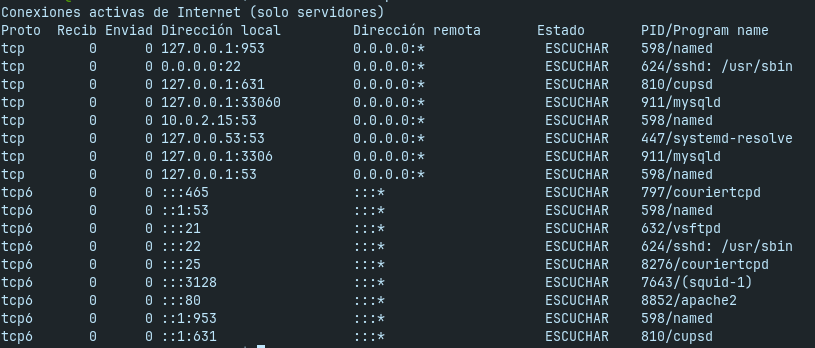 Conexiones activas de Internet (solo servidores)
Proto  Recib Enviad Dirección local         Dirección remota       Estado       PID/Program name
tcp        0      0 127.0.0.1:953           0.0.0.0:*               ESCUCHAR    598/named
tcp        0      0 0.0.0.0:22              0.0.0.0:*               ESCUCHAR    624/sshd: /usr/sbin
tcp        0      0 127.0.0.1:631           0.0.0.0:*               ESCUCHAR    810/cupsd
tcp        0      0 127.0.0.1:33060         0.0.0.0:*               ESCUCHAR    911/mysqld
tcp        0      0 10.0.2.15:53            0.0.0.0:*               ESCUCHAR    598/named
tcp        0      0 127.0.0.53:53           0.0.0.0:*               ESCUCHAR    447/systemd-resolve
tcp        0      0 127.0.0.1:3306          0.0.0.0:*               ESCUCHAR    911/mysqld
tcp        0      0 127.0.0.1:53            0.0.0.0:*               ESCUCHAR    598/named
tcp6       0      0 :::465                  :::*                    ESCUCHAR    797/couriertcpd
tcp6       0      0 ::1:53                  :::*                    ESCUCHAR    598/named
tcp6       0      0 :::21                   :::*                    ESCUCHAR    632/vsftpd
tcp6       0      0 :::22                   :::*                    ESCUCHAR    624/sshd: /usr/sbin
tcp6       0      0 :::25                   :::*                    ESCUCHAR    8276/couriertcpd
tcp6       0      0 :::3128                 :::*                    ESCUCHAR    7643/(squid-1)
tcp6       0      0 :::80                   :::*                    ESCUCHAR    8852/apache2
tcp6       0      0 ::1:953                 :::*                    ESCUCHAR    598/named
tcp6       0      0 ::1:631                 :::*                    ESCUCHAR    810/cupsd